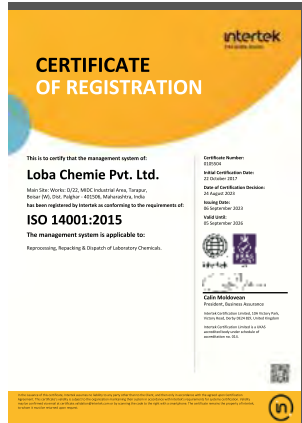 intertek
CERTIFICATE
OF REGISTRATION
This is to certify that the management system of:
Loba Chemie Pvt. Ltd.
Main Site: Works: D/22, MIDC Industrial Area, Tarapur,
Boisar (W), Dist. Palghar - 401506, Maharashtra, India
has been registered by Intertek as conforming to the requirements of:
ISO 14001:2015
The management system is applicable to:
Reprocessing, Repacking & Dispatch of Laboratory Chemicals.
Certificate Number:
0105504
Initial Certification Date:
22 October 2017
Date of Certification Decision:
24 August 2023
Issuing Date:
06 September 2023
Valid Until:
05 September 2026
UKAS
Calin Moldovean
President, Business Assurance
Intertek Certification Limited, 10A Victory Park,
Victory Road, Derby DE24 8ZF, United Kingdom
Intertek Certification Limited is a UKAS
accredited body under schedule of
accreditation no. 014.